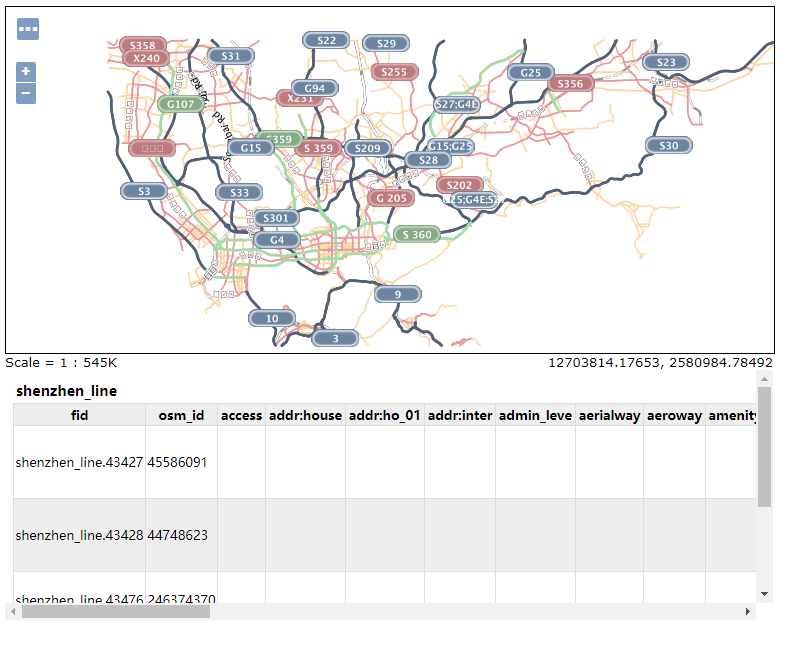 S358
X240
S31
S22
S29
S255
G25
S356
S23
G94
X231
G107
S27;G4E
S359
G15
S 359
S209
G15;G25
S28
S30
S3
S33
G 205
S202
S301
G4
S 360
9
10
3
+
−
Scale = 1 : 545K
12703814.17653, 2580984.78492
shenzhen_line
fid osm_id access addr:house addr:ho_01 addr:inter admin_leve aerialway aeroway amenity
shenzhen_line.43427 45586091
shenzhen_line.43428 44748623
shenzhen_line.43476 246374370